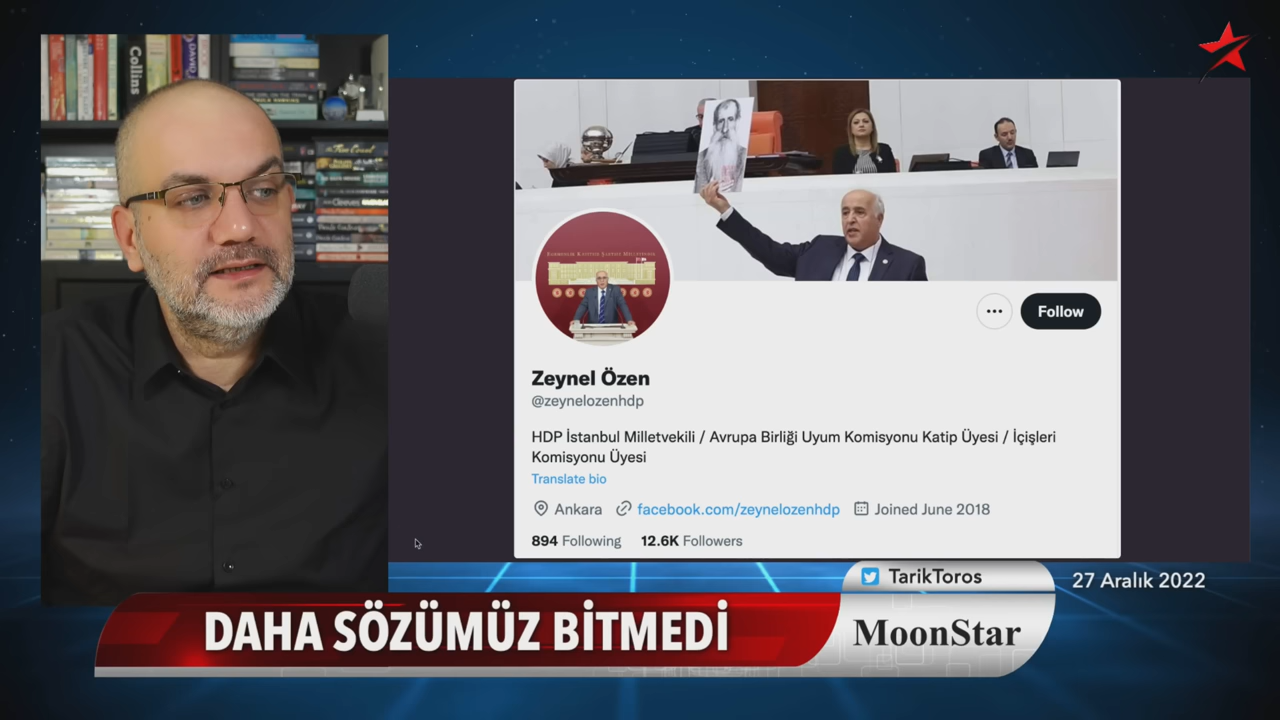 Collins
DAVID
Zeynel Özen
@zeynelozenhdp
Follow
HDP İstanbul Milletvekili / Avrupa Birliği Uyum Komisyonu Katip Üyesi / İçişleri
Komisyonu Üyesi
Translate bio
Ankara facebook.com/zeynelozenhdp Joined June 2018
894 Following 12.6K Followers
TarikToros
27 Aralık 2022
DAHA SÖZÜMÜZ BİTMEDİ
MoonStar